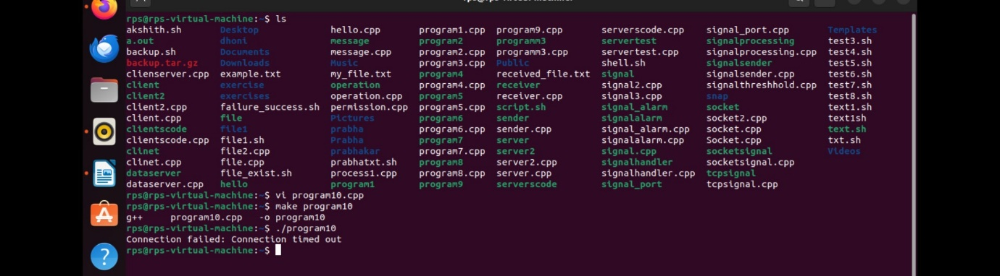 rps@rps-virtual-machine:~$ ls
akshith.sh Desktop hello.cpp program1.cpp program9.cpp serverscode.cpp signal_port.cpp Templates
a.out dhoni message program2 programm3 servertest signalprocessing test3.sh
backup.sh Documents message.cpp program2.cpp programm3.cpp servertest.cpp signalprocessing.cpp test4.sh
backup.tar.gz Downloads Music program3.cpp Public shell.sh signalsender test5.sh
clienserver.cpp example.txt my_file.txt program4 received_file.txt signal signalsender.cpp test6.sh
client exercise operation program4.cpp receiver signal2.cpp signalthreshhold.cpp test7.sh
client2 exercises operation.cpp program5 receiver.cpp signal3.cpp snap test8.sh
client2.cpp failure_success.sh permission.cpp program5.cpp script.sh signal_alarm socket text1.sh
client.cpp file Pictures program6 sender signalalarm socket2.cpp text1sh
clientscode file1 prabha program6.cpp sender.cpp signal_alarm.cpp socket.cpp text.sh
clientscode.cpp file1.sh Prabha program7 server signalalarm.cpp Socket.cpp txt.sh
clinet file2.cpp prabhakar program7.cpp server2 signal.cpp socketsignal Videos
clinet.cpp file.cpp prabhatxt.sh program8 server2.cpp signalhandler socketsignal.cpp
dataserver file_exist.sh process1.cpp program8.cpp server.cpp signalhandler.cpp tcpsignal
dataserver.cpp hello program1 program9 serverscode signal_port tcpsignal.cpp
rps@rps-virtual-machine:~$ vi program10.cpp
rps@rps-virtual-machine:~$ make program10
g++ program10.cpp -o program10
rps@rps-virtual-machine:~$ ./program10
Connection failed: Connection timed out
rps@rps-virtual-machine:~$